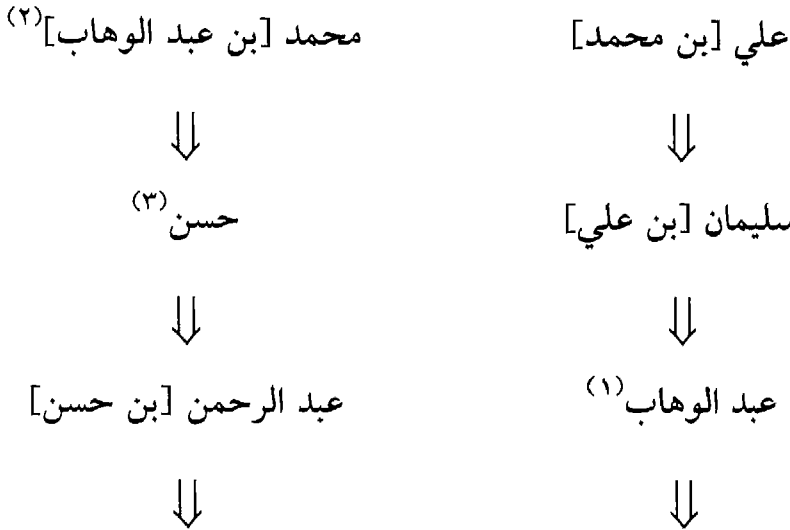 علي [بن محمد] محمد [بن عبد الوهاب](٢)
⇓ ⇓
سليمان [بن علي] حسن(٣)
⇓ ⇓
عبد الوهاب(١) عبد الرحمن [بن حسن]
⇓ ⇓